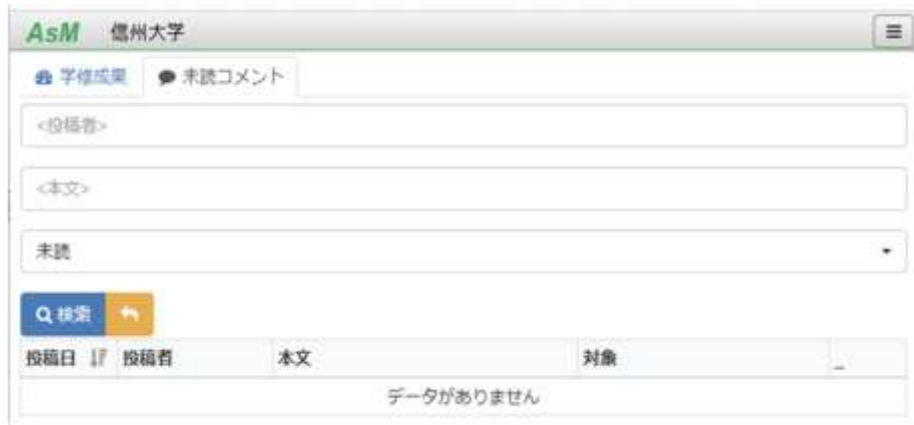 AsM 信州大学
学修成果 未読コメント
<投稿者>
<本文>
未読
検索
投稿日 投稿者 本文 対象 _
データがありません